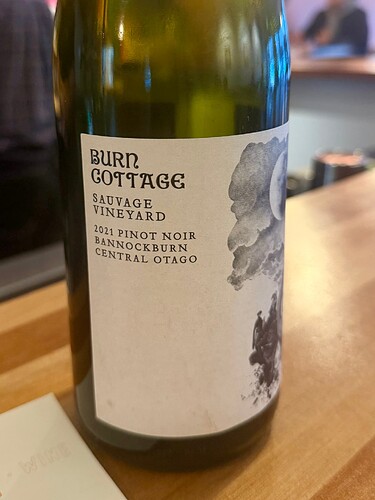 BURN
COTTAGE
SAUVAGE
VINEYARD
2021 PINOT NOIR
BANNOCKBURN
CENTRAL OTAGO